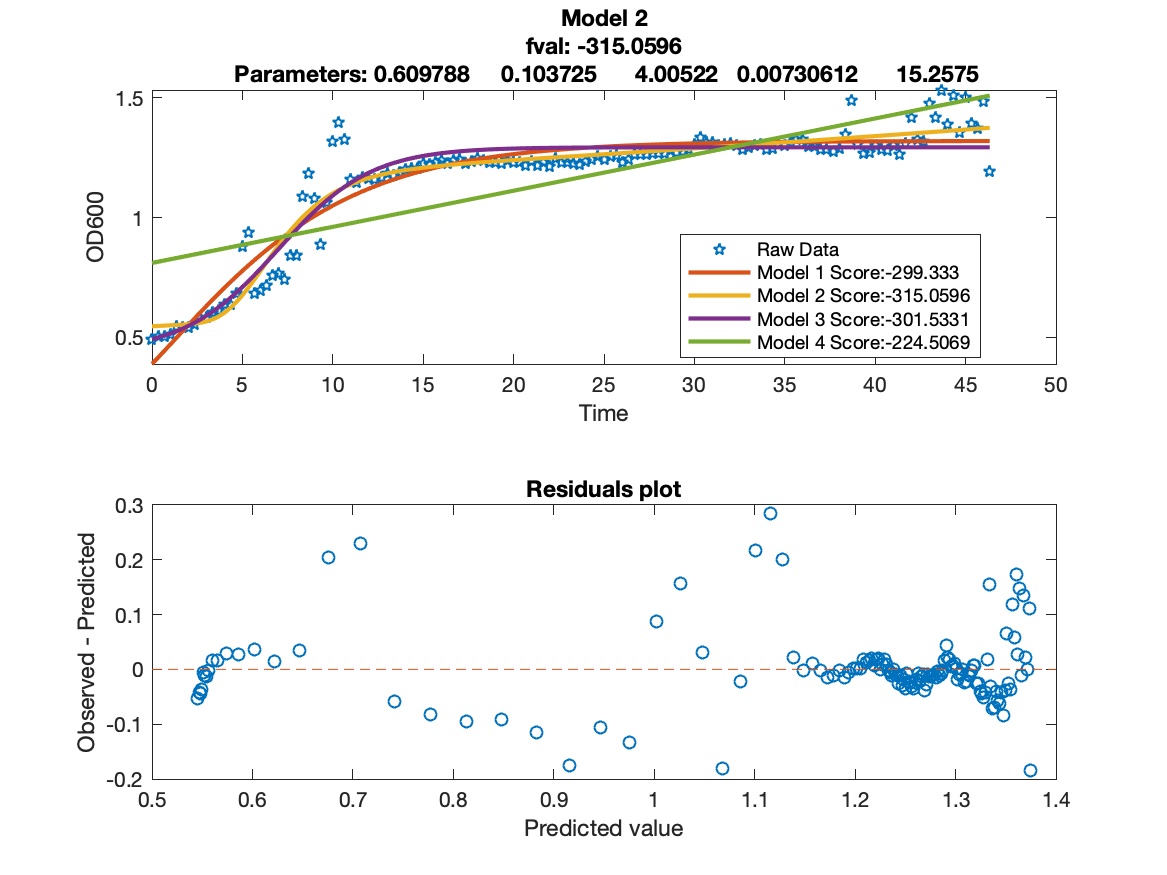 Model 2
fval: -315.0596
Parameters: 0.609788 0.103725 4.00522 0.00730612 15.2575
1.5
1
0.5
OD600
Raw Data
Model 1 Score:-299.333
Model 2 Score:-315.0596
Model 3 Score:-301.5331
Model 4 Score:-224.5069
0 5 10 15 20 25 30 35 40 45 50
Time
Residuals plot
0.3
0.2
0.1
0
-0.1
-0.2
Observed - Predicted
0.5 0.6 0.7 0.8 0.9 1 1.1 1.2 1.3 1.4
Predicted value